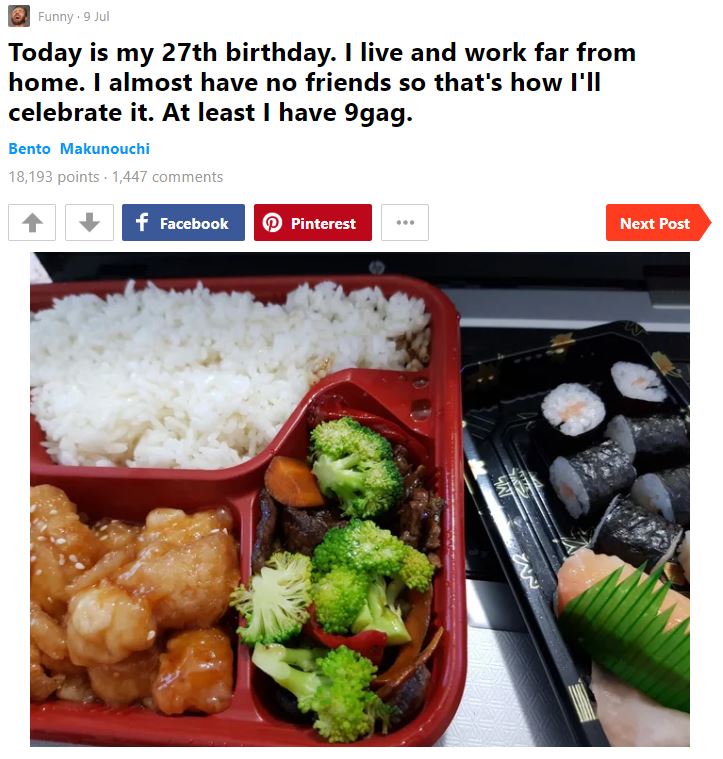 Funny · 9 Jul
Today is my 27th birthday. I live and work far from
home. I almost have no friends so that's how I'll
celebrate it. At least I have 9gag.
Bento Makunouchi
18,193 points · 1,447 comments
Facebook Pinterest ••• Next Post